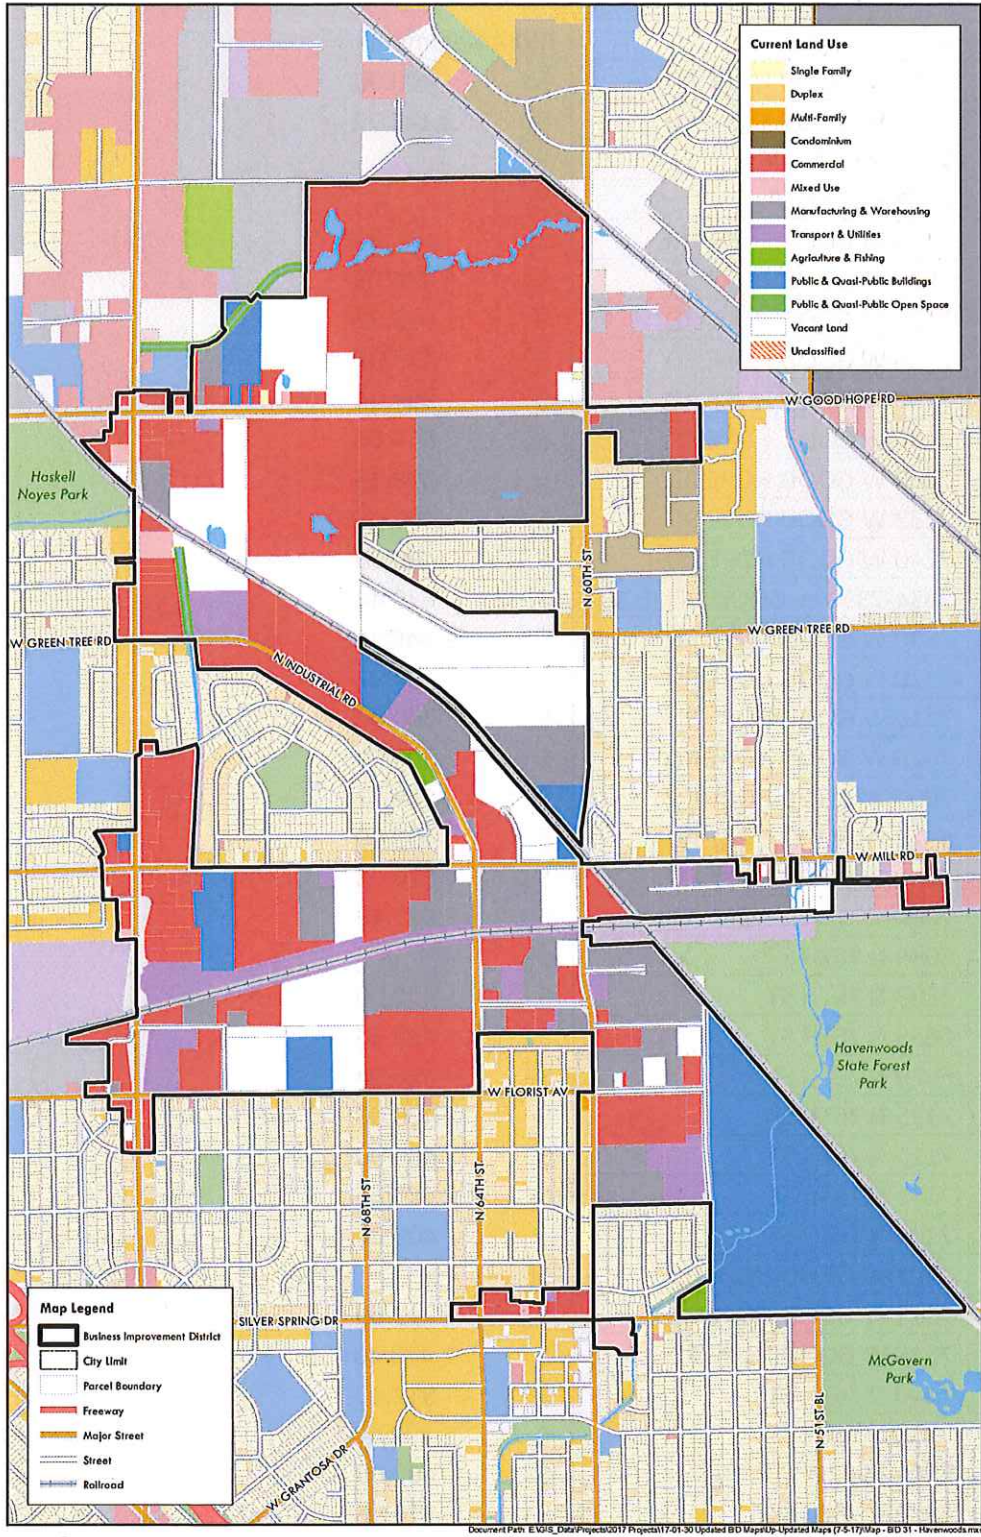 Current Land Use
Single Family
Duplex
Multi-Family
Condominium
Commercial
Mixed Use
Manufacturing & Warehousing
Transport & Utilities
Agriculture & Fishing
Public & Quasi-Public Buildings
Public & Quasi-Public Open Space
Vacant Land
Unclassified
W GOOD HOPE RD
Haskell
Noyes Park
N 60TH ST
W GREEN TREE RD
W GREEN TREE RD
N INDUSTRIAL RD
W MILL RD
Havenwoods
State Forest
Park
W FLORIST AV
N 68TH ST
N 64TH ST
Map Legend
Business Improvement District
City Limit
Parcel Boundary
Freeway
Major Street
Street
Railroad
SILVER SPRING DR
McGovern
Park
N 51ST BL
W GRANTOSA DR